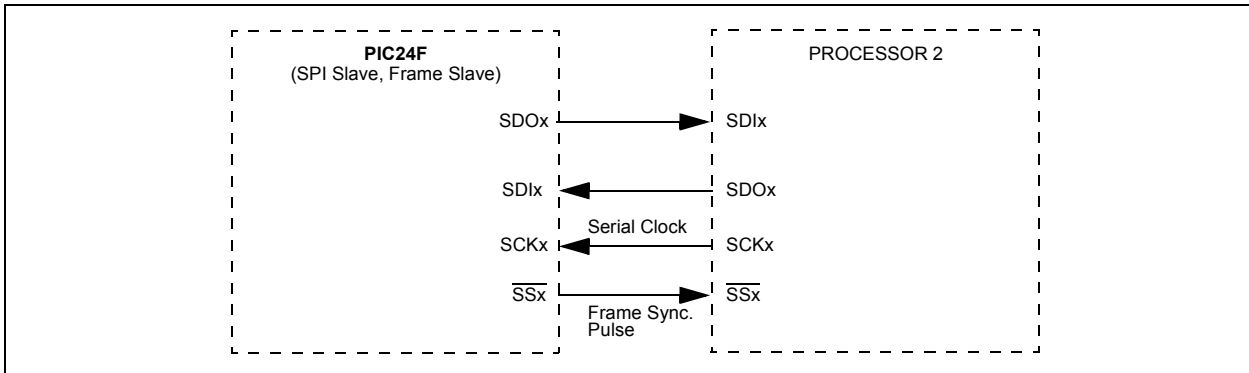 PIC24F
(SPI Slave, Frame Slave)
PROCESSOR 2
SDOx
SDIx
SDIx
SDOx
Serial Clock
SCKx
SCKx
SSx
SSx
Frame Sync.
Pulse